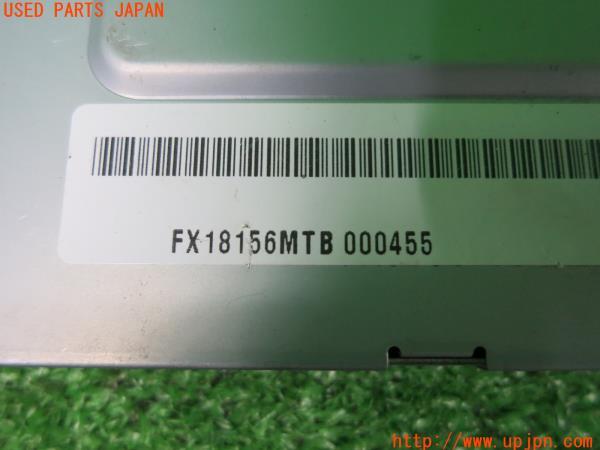 USED PARTS JAPAN
FX18156MTB 000455
http://www.upjpn.com/